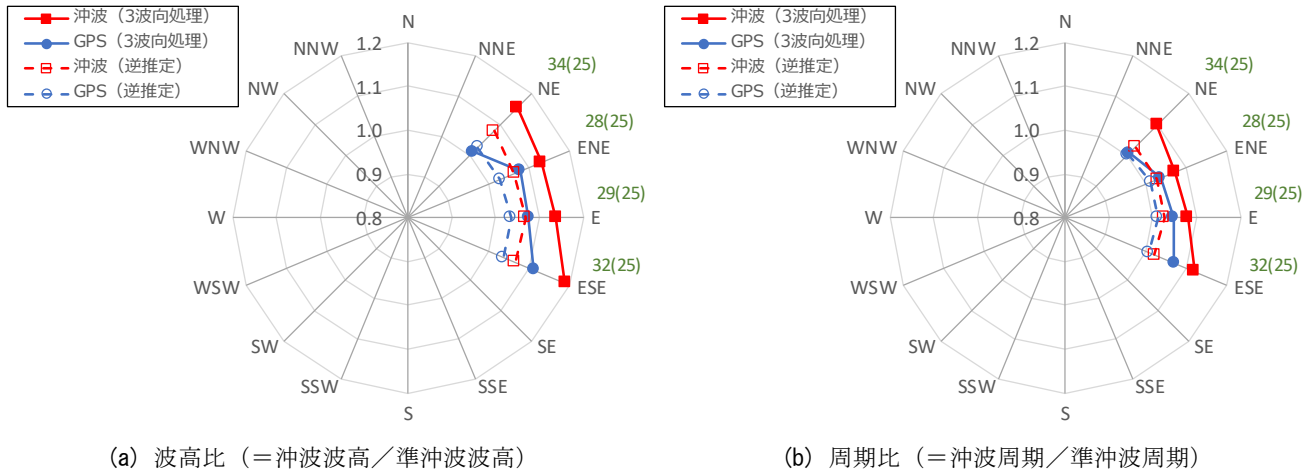 沖波（3波向処理）
GPS（3波向処理）
沖波（逆推定）
GPS（逆推定）
N
NNE
NE
ENE
E
ESE
SE
SSE
S
SSW
SW
WSW
W
WNW
NW
NNW
1.2
1.1
1.0
0.9
0.8
34(25)
28(25)
29(25)
32(25)
(a) 波高比（＝沖波波高／準沖波波高）
沖波（3波向処理）
GPS（3波向処理）
沖波（逆推定）
GPS（逆推定）
N
NNE
NE
ENE
E
ESE
SE
SSE
S
SSW
SW
WSW
W
WNW
NW
NNW
1.2
1.1
1.0
0.9
0.8
34(25)
28(25)
29(25)
32(25)
(b) 周期比（＝沖波周期／準沖波周期）